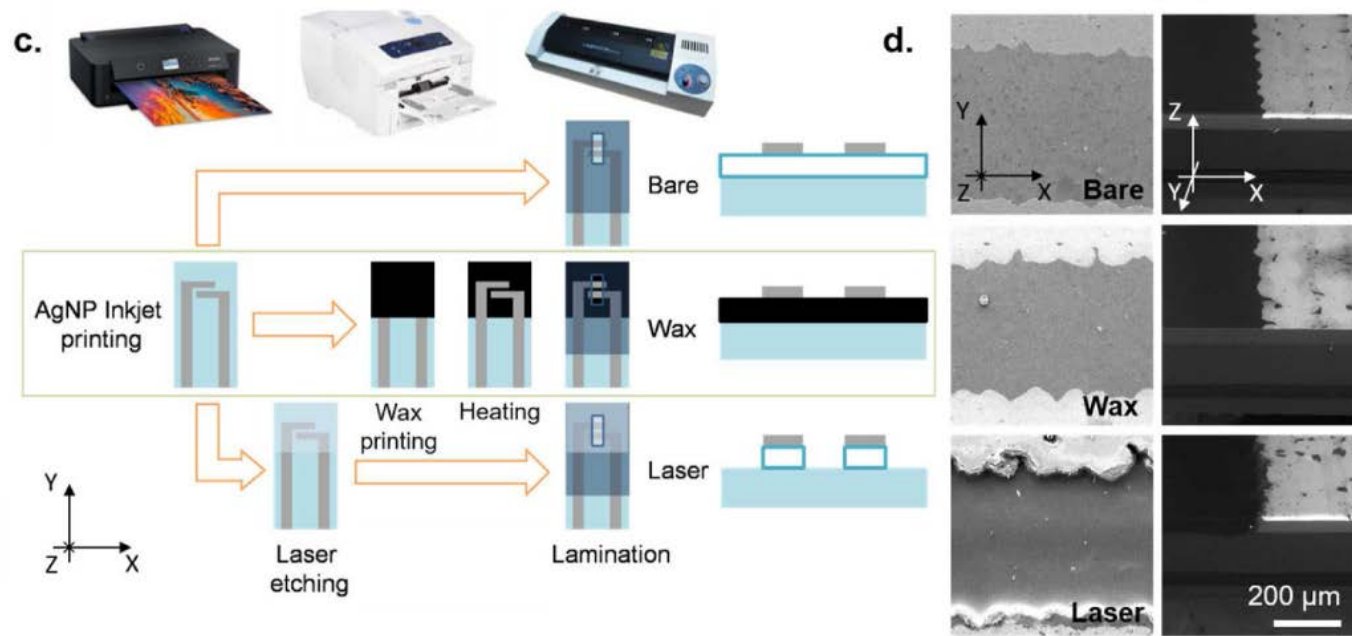 c.
Bare
AgNP Inkjet
printing
Wax
Wax
printing
Heating
Laser
Laser
etching
Lamination
Y
Z
X
d.
Y
Z
X
Bare
Z
Y
X
Wax
Laser
200 µm